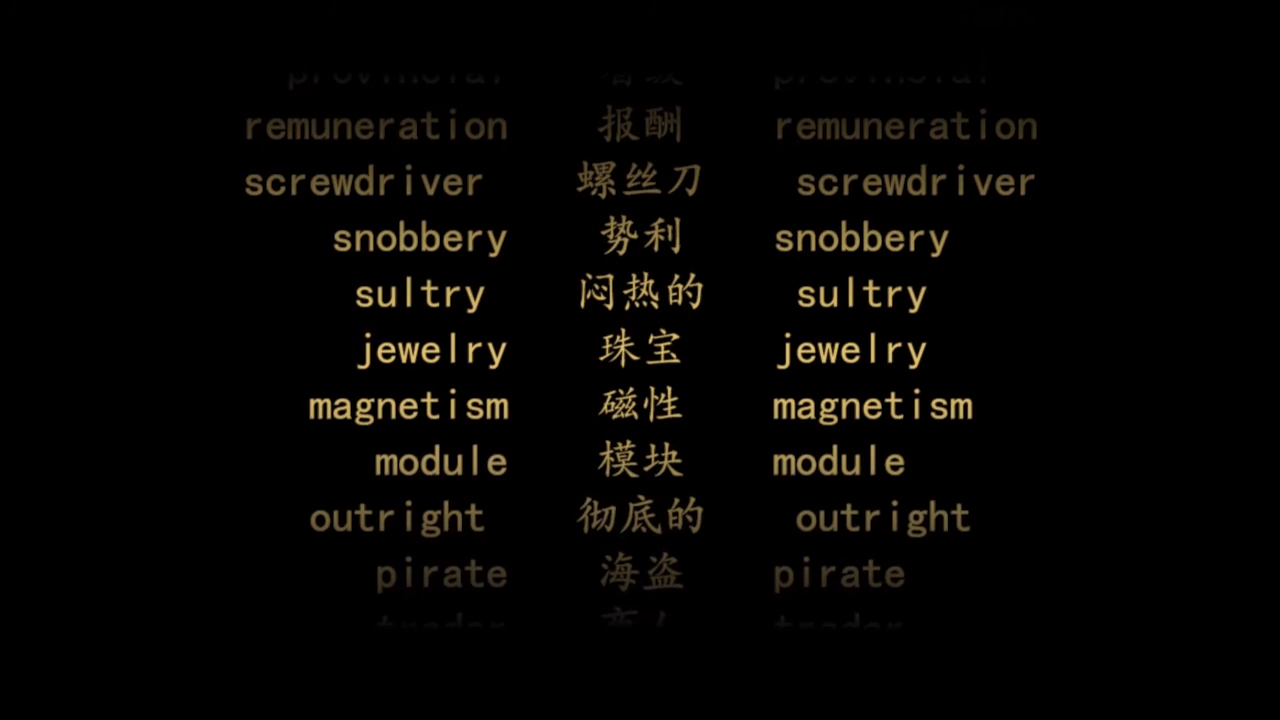 remuneration 报酬 remuneration
screwdriver 螺丝刀 screwdriver
snobbery 势利 snobbery
sultry 闷热的 sultry
jewelry 珠宝 jewelry
magnetism 磁性 magnetism
module 模块 module
outright 彻底的 outright
pirate 海盗 pirate